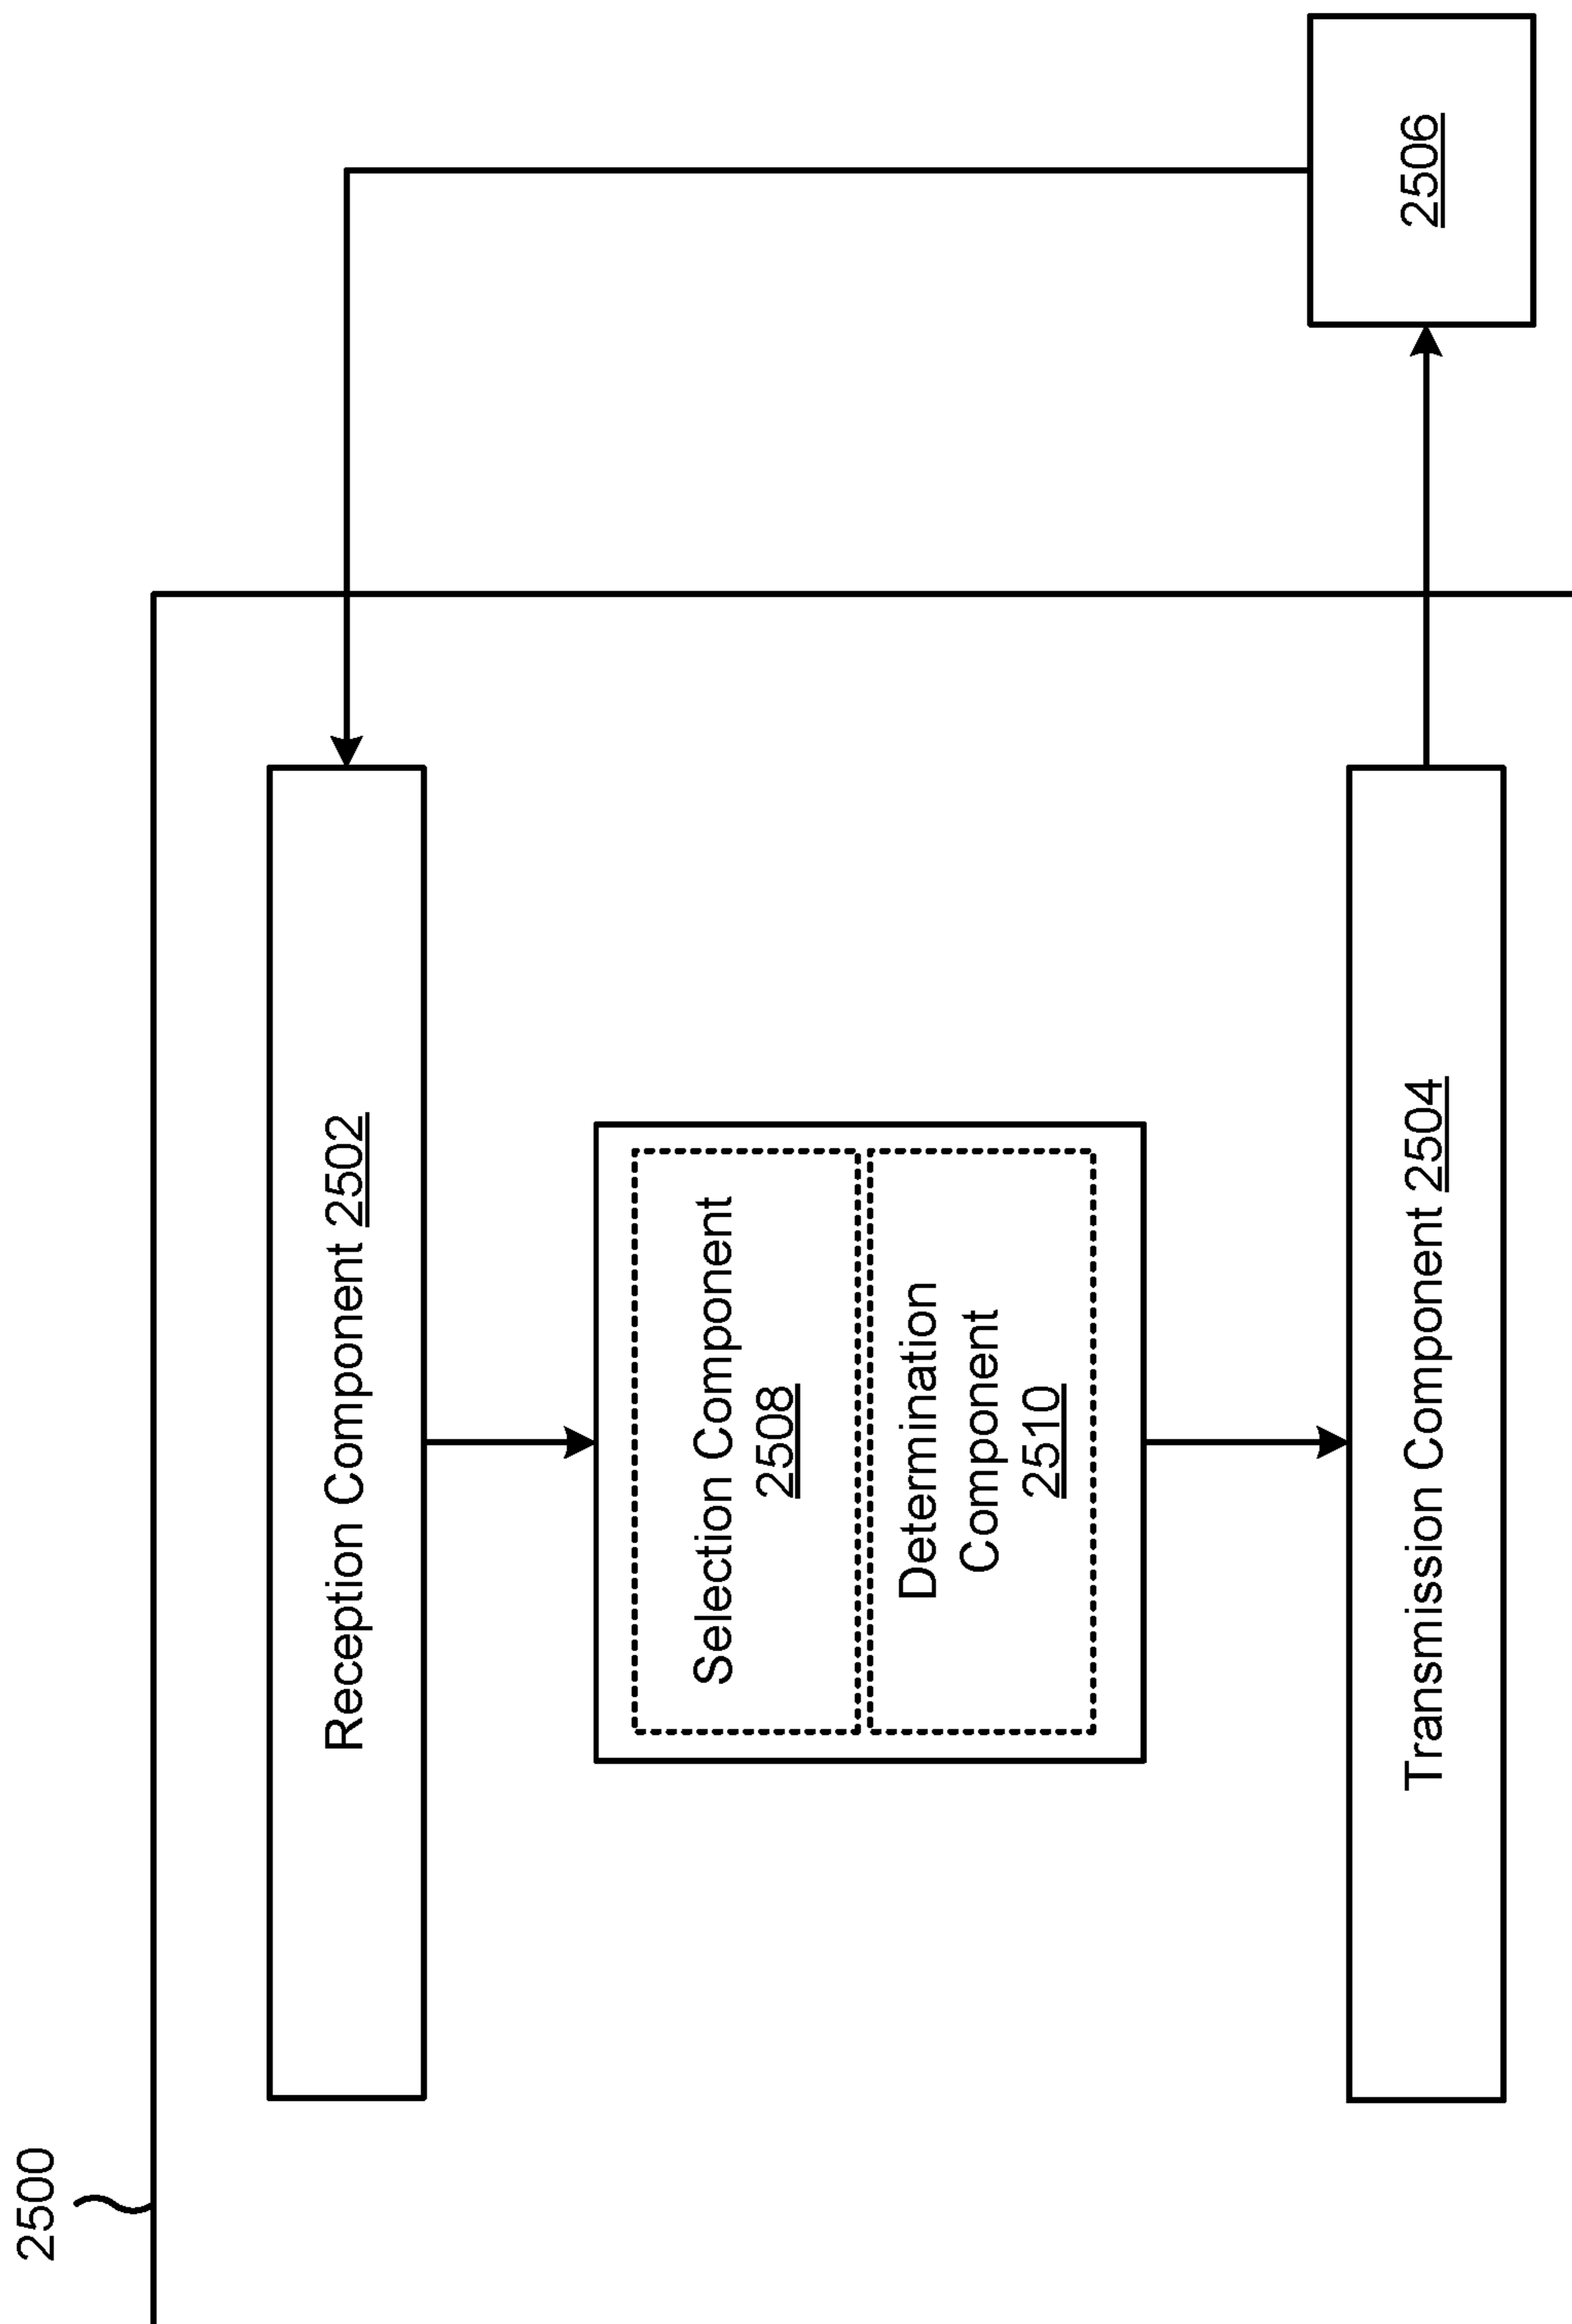 2500
Reception Component 2502
Selection Component
2508
Determination
Component
2510
Transmission Component 2504
2506